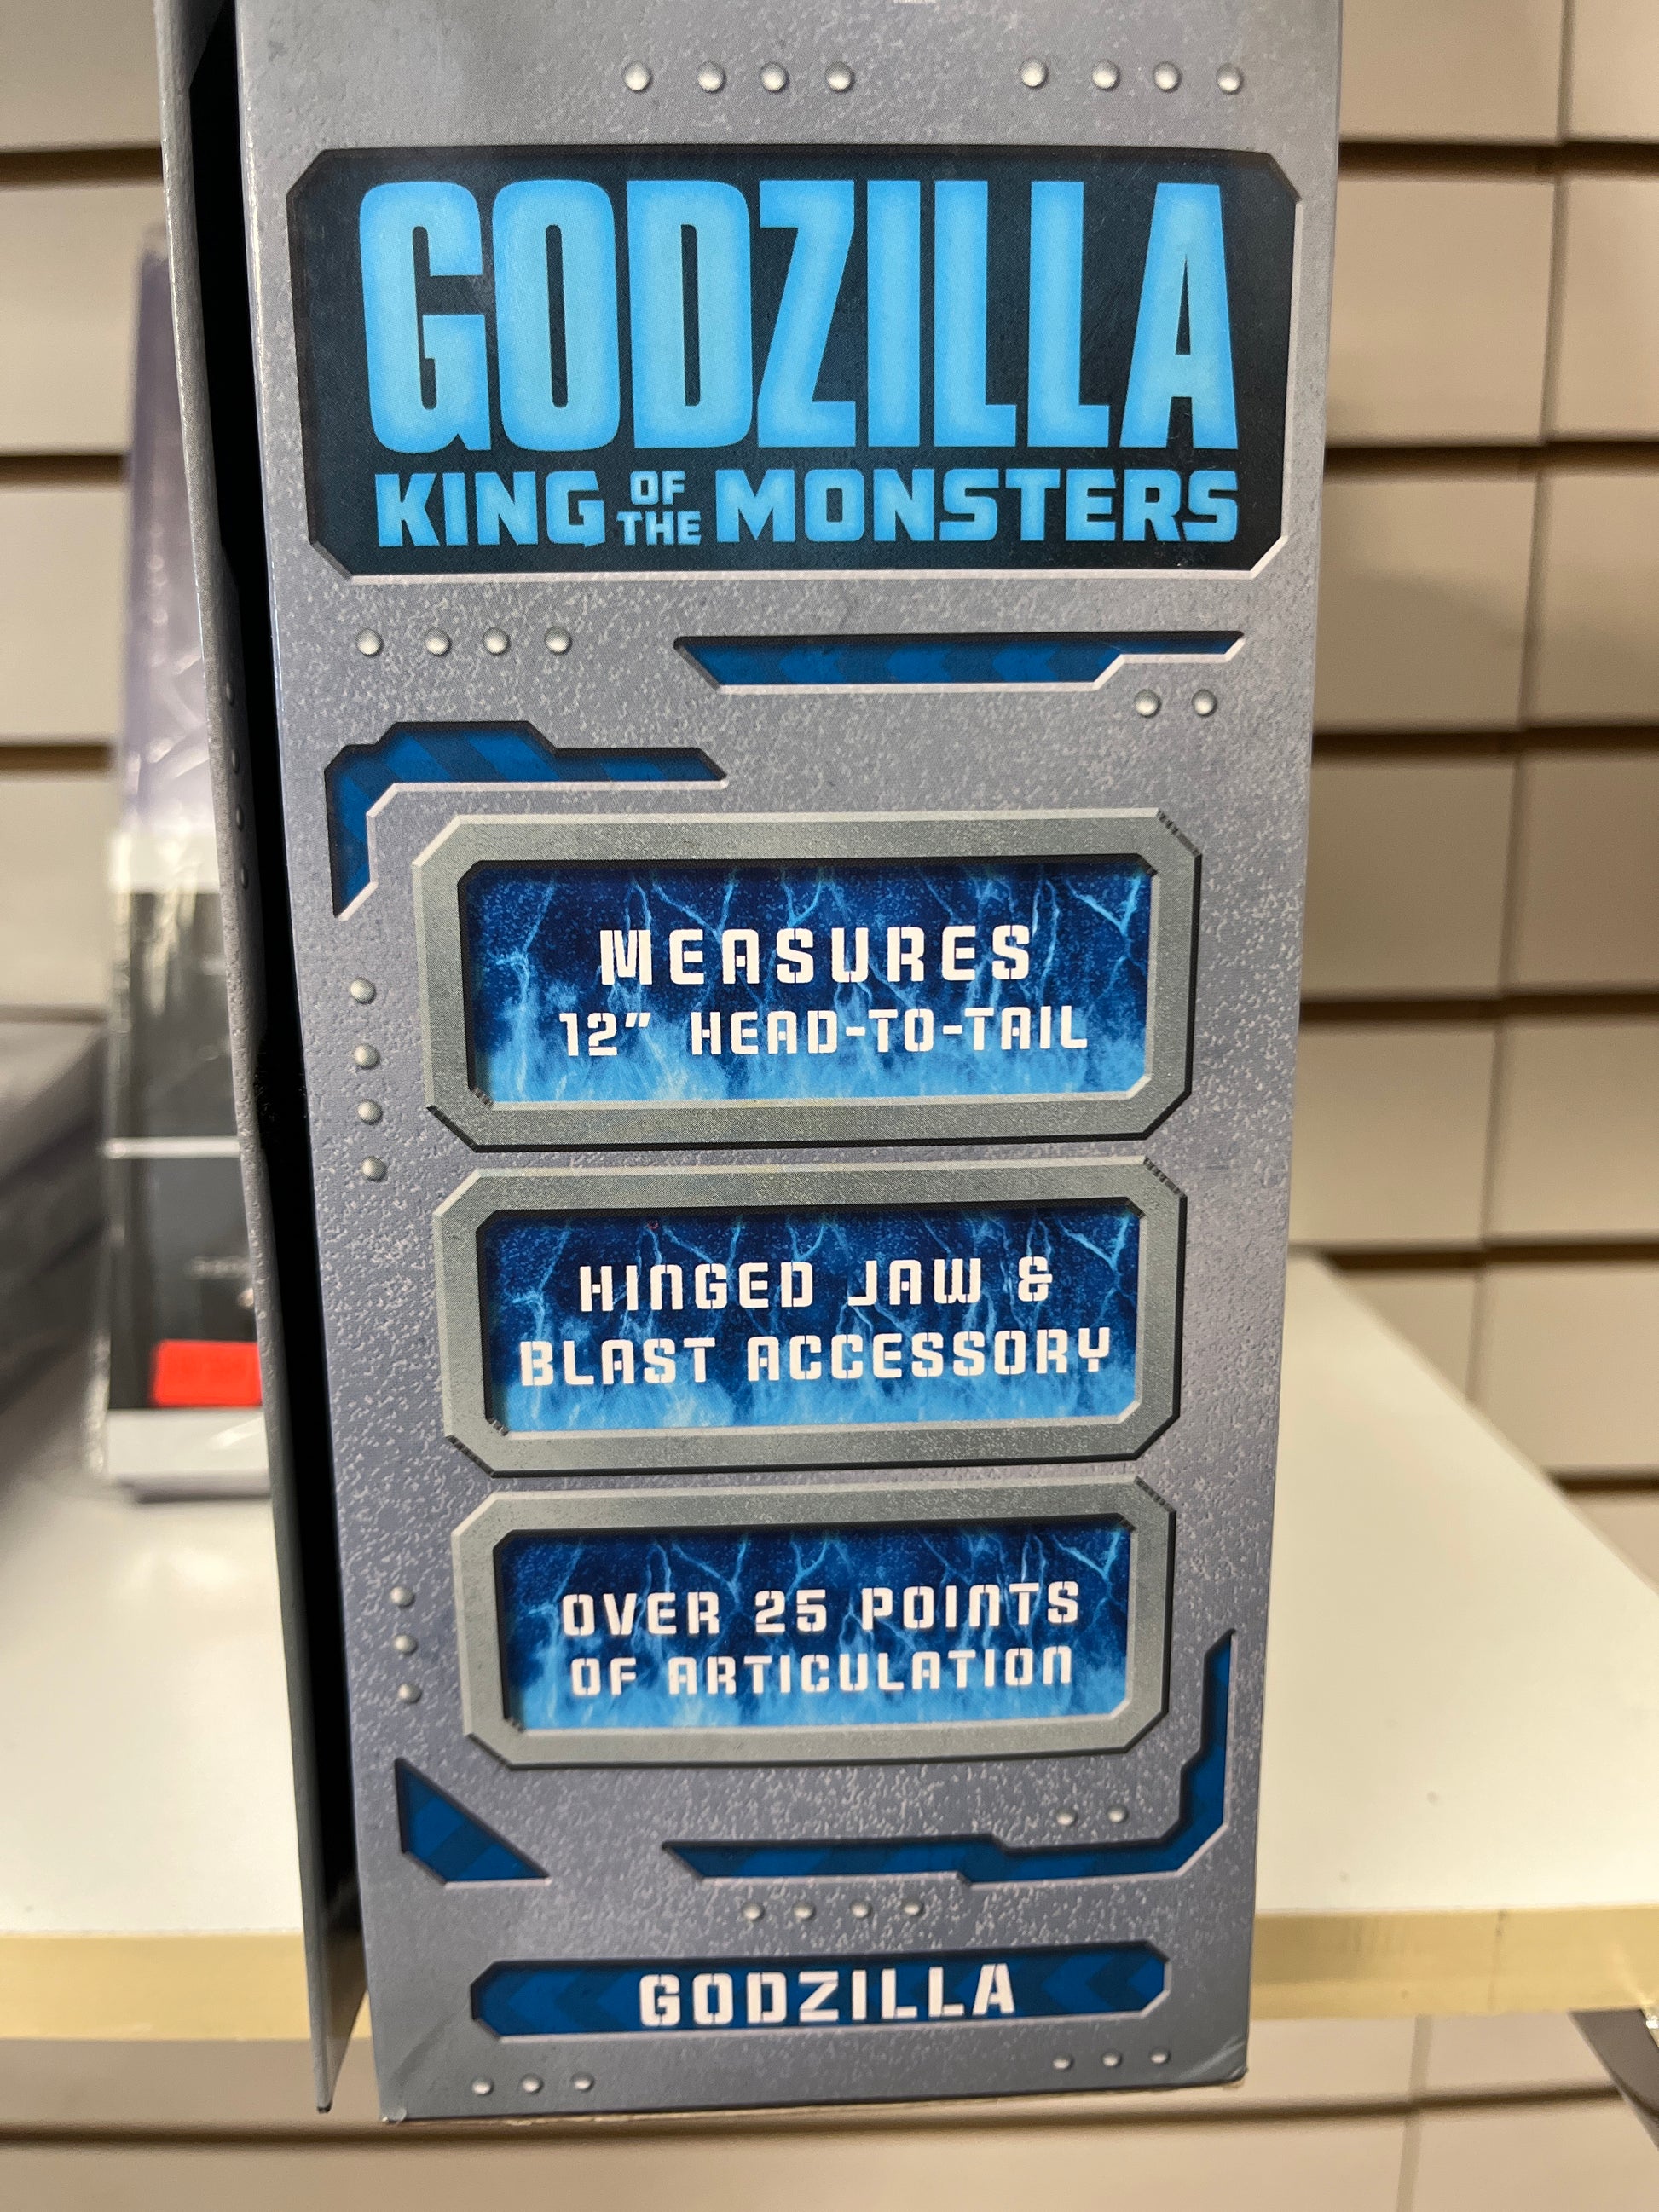 GODZILLA
KING OF THE MONSTERS
MEASURES
12" HEAD-TO-TAIL
HINGED JAW &
BLAST ACCESSORY
OVER 25 POINTS
OF ARTICULATION
GODZILLA